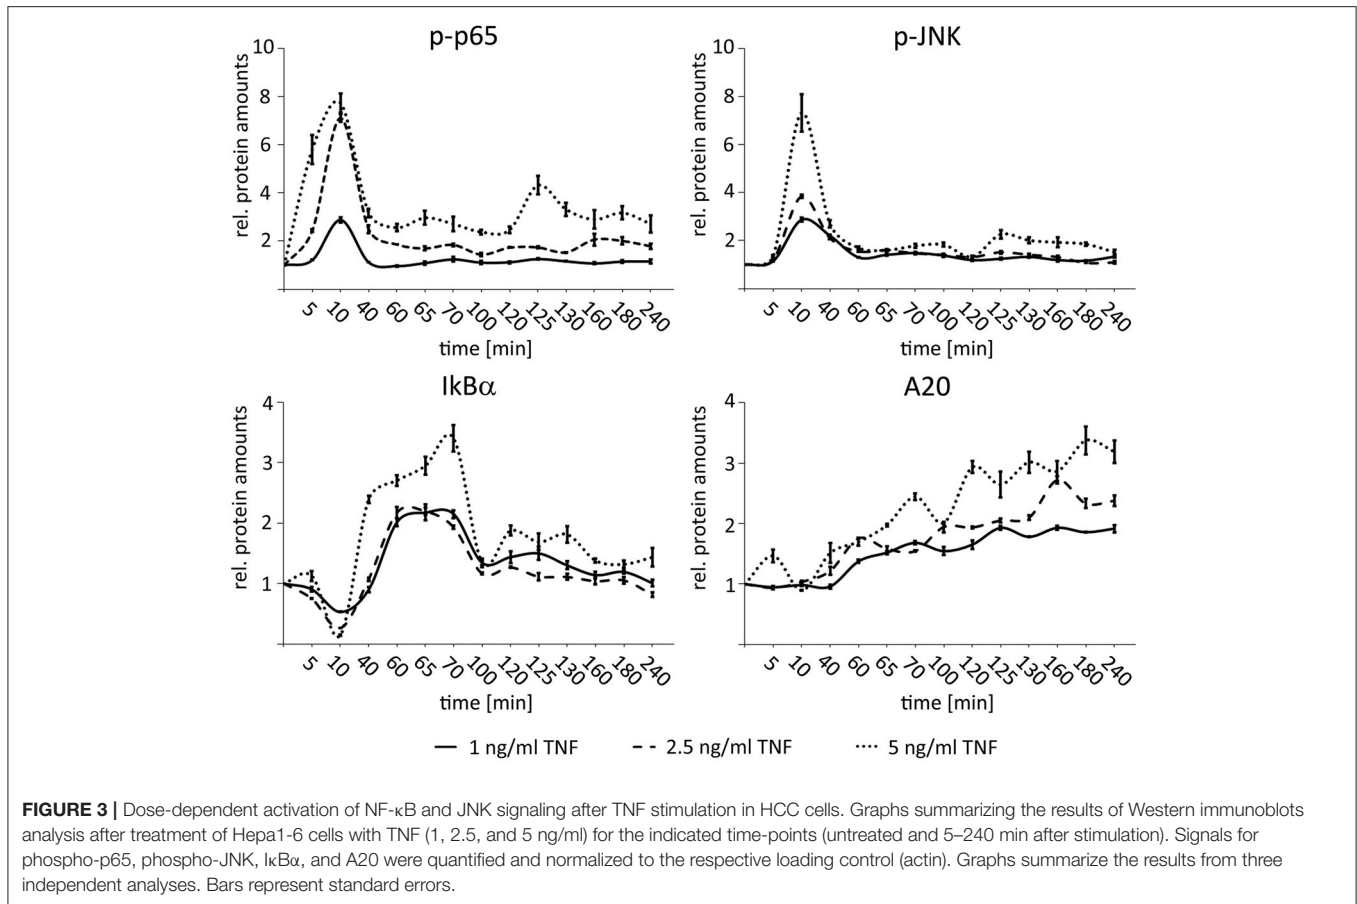 p-p65
10
8
6
4
2
rel. protein amounts
5 10 40 60 65 70 100 120 125 130 160 180 240
time [min]
p-JNK
10
8
6
4
2
rel. protein amounts
5 10 40 60 65 70 100 120 125 130 160 180 240
time [min]
IkBα
4
3
2
1
rel. protein amounts
5 10 40 60 65 70 100 120 125 130 160 180 240
time [min]
A20
4
3
2
1
rel. protein amounts
5 10 40 60 65 70 100 120 125 130 160 180 240
time [min]
1 ng/ml TNF 2.5 ng/ml TNF 5 ng/ml TNF
FIGURE 3 | Dose-dependent activation of NF-κB and JNK signaling after TNF stimulation in HCC cells. Graphs summarizing the results of Western immunoblots
analysis after treatment of Hepa1-6 cells with TNF (1, 2.5, and 5 ng/ml) for the indicated time-points (untreated and 5–240 min after stimulation). Signals for
phospho-p65, phospho-JNK, IκBα, and A20 were quantified and normalized to the respective loading control (actin). Graphs summarize the results from three
independent analyses. Bars represent standard errors.